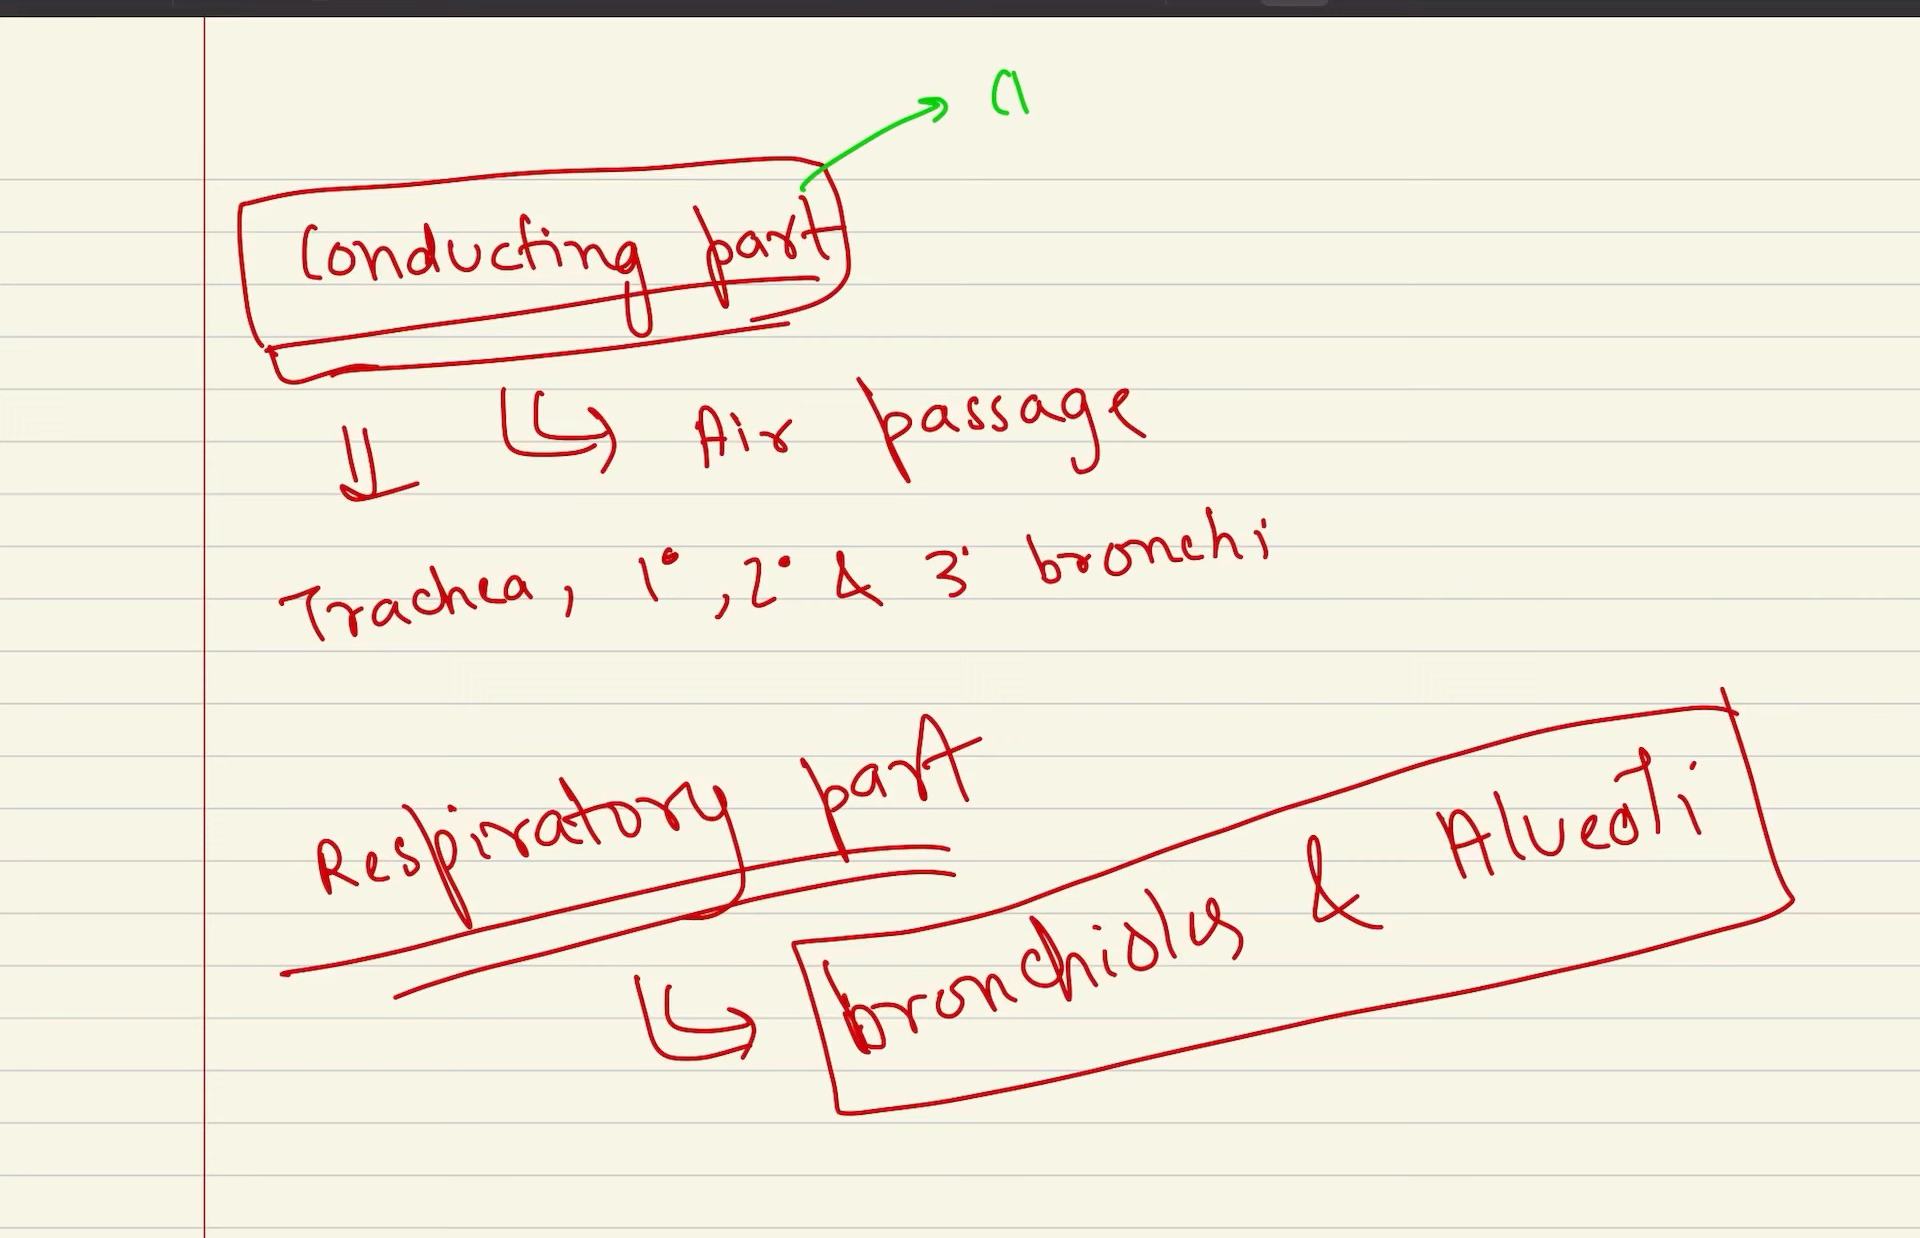 a
Conducting part
Air passage
Trachea, 1°, 2° & 3° bronchi
Respiratory part
bronchioles & Alveoli